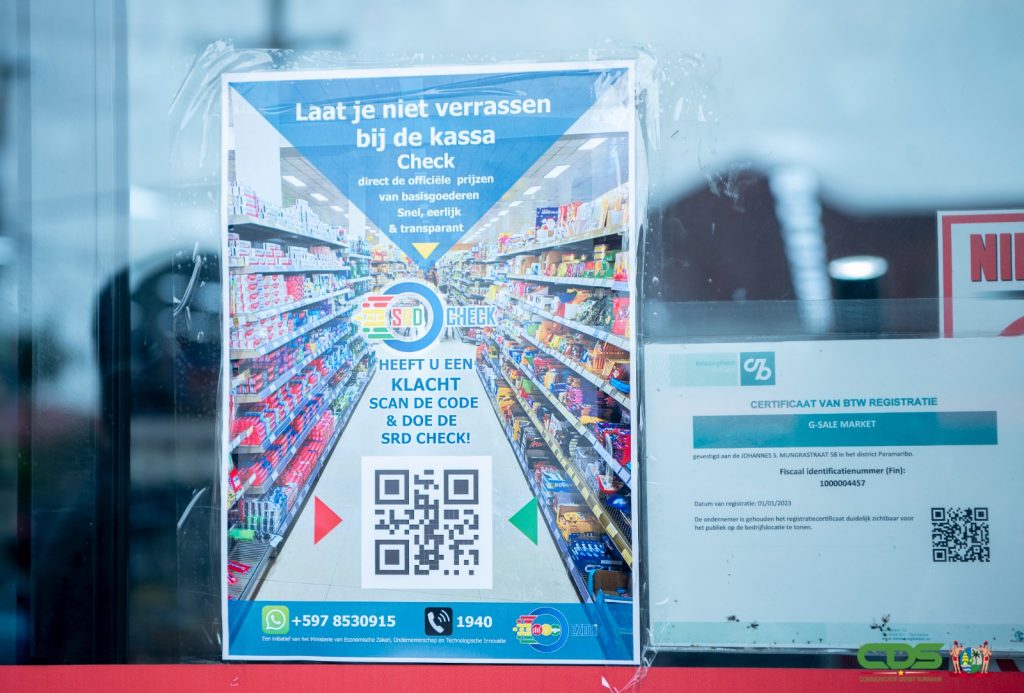 Laat je niet verrassen
bij de kassa
Check
direct de officiële prijzen
van basisgoederen
Snel, eerlijk
& transparant
SRD CHECK
HEEFT U EEN
KLACHT
SCAN DE CODE
& DOE DE
SRD CHECK!
+597 8530915
1940
Een initiatief van het Ministerie van Economische Zaken, Ondernemerschap en Technologische Innovatie
NI
CERTIFICAAT VAN BTW REGISTRATIE
G-SALE MARKET
gevestigd aan de JOHANNES S. MUNGRASTRAAT 5B in het district Paramaribo.
Fiscaal identificatienummer (Fin):
1000004457
Datum van registratie: 01/01/2023
De ondernemer is gehouden het registratiecertificaat duidelijk zichtbaar voor
het publiek op de bedrijfslocatie te tonen.
CDS
COMMUNICATIE DIENST SURINAME